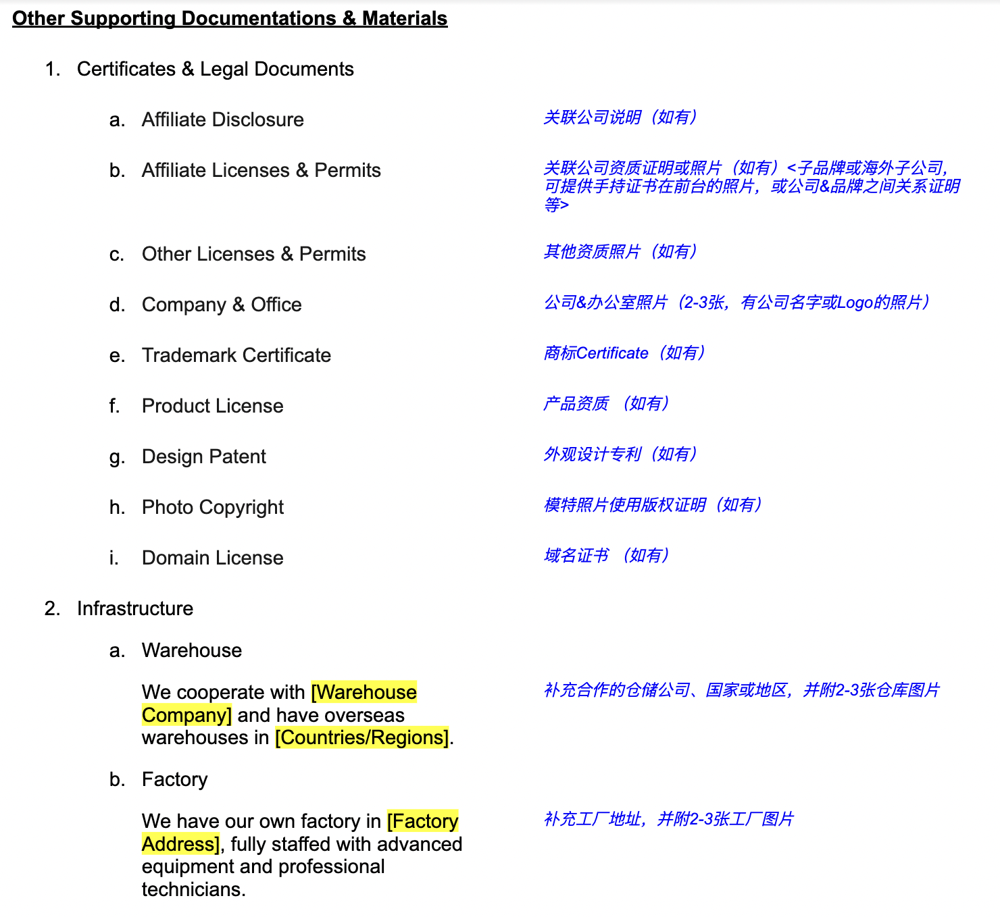 Other Supporting Documentations & Materials
1. Certificates & Legal Documents
a. Affiliate Disclosure
关联公司说明（如有）
b. Affiliate Licenses & Permits
关联公司资质证明或照片（如有）<子品牌或海外子公司,
可提供手持证书在前台的照片，或公司&品牌之间关系证明
等>
c. Other Licenses & Permits
其他资质照片（如有）
d. Company & Office
公司&办公室照片（2-3张，有公司名字或Logo的照片）
e. Trademark Certificate
商标Certificate（如有）
f. Product License
产品资质 （如有）
g. Design Patent
外观设计专利（如有）
h. Photo Copyright
模特照片使用版权证明（如有）
i. Domain License
域名证书 （如有）
2. Infrastructure
a. Warehouse
We cooperate with [Warehouse
Company] and have overseas
warehouses in [Countries/Regions].
补充合作的仓储公司、国家或地区，并附2-3张仓库图片
b. Factory
We have our own factory in [Factory
Address], fully staffed with advanced
equipment and professional
technicians.
补充工厂地址，并附2-3张工厂图片